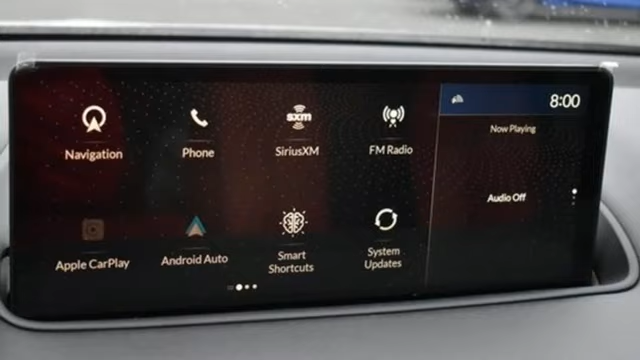 8:00
Now Playing
Navigation
Phone
sxm
SiriusXM
FM Radio
Audio Off
Apple CarPlay
Android Auto
Smart
Shortcuts
System
Updates